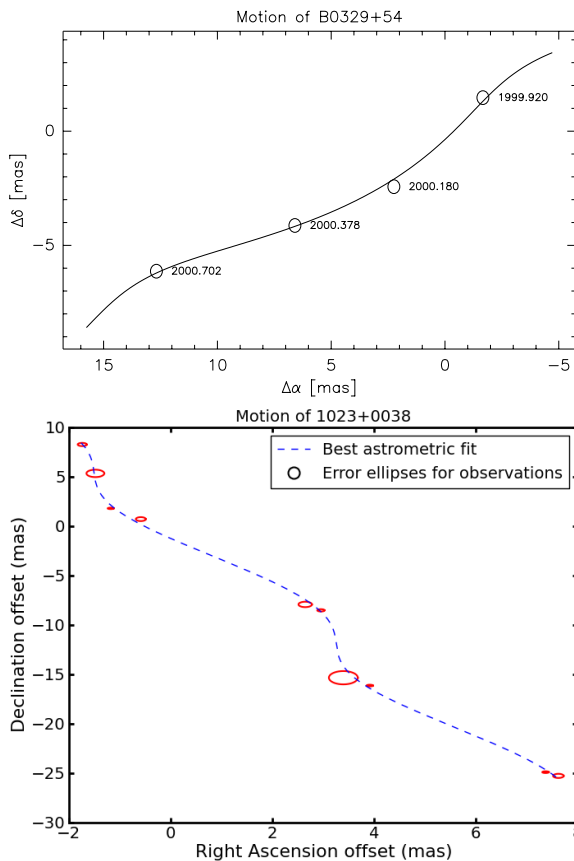 Motion of B0329+54
Δδ [mas]
0
−5
1999.920
2000.180
2000.378
2000.702
15 10 5 0 −5
Δα [mas]
Motion of 1023+0038
Declination offset (mas)
10
5
0
−5
−10
−15
−20
−25
−30
Best astrometric fit
Error ellipses for observations
−2 0 2 4 6 8
Right Ascension offset (mas)